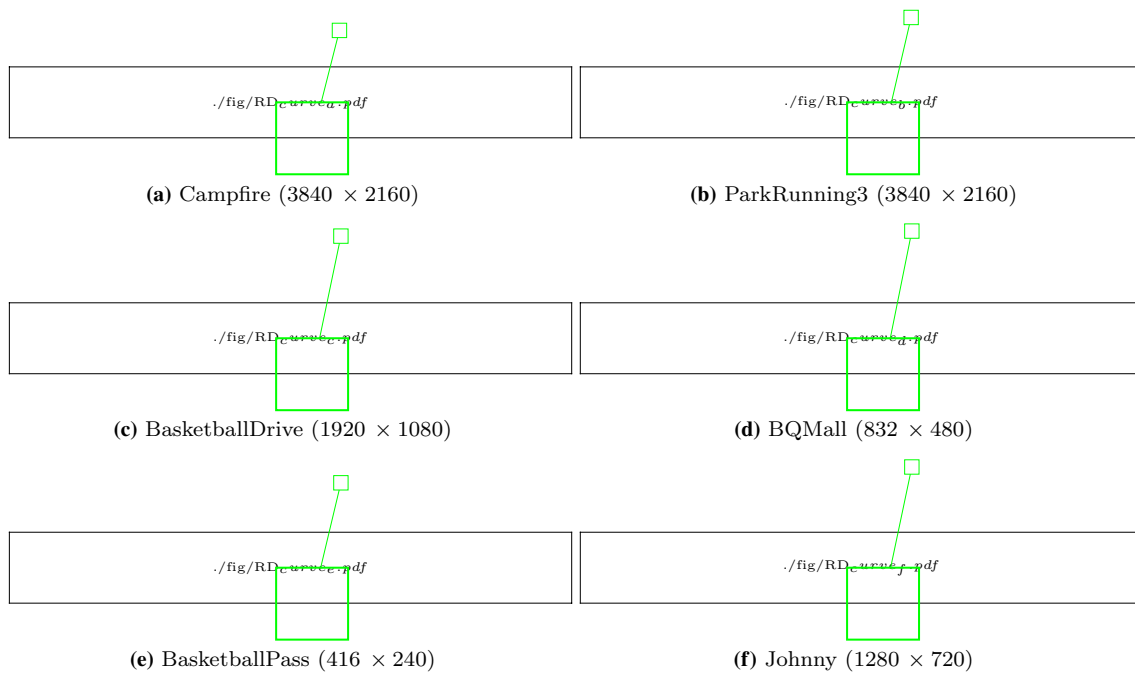 ./fig/RD_curve_a.pdf
./fig/RD_curve_b.pdf
(a) Campfire (3840 × 2160)
(b) ParkRunning3 (3840 × 2160)
./fig/RD_curve_c.pdf
./fig/RD_curve_d.pdf
(c) BasketballDrive (1920 × 1080)
(d) BQMall (832 × 480)
./fig/RD_curve_e.pdf
./fig/RD_curve_f.pdf
(e) BasketballPass (416 × 240)
(f) Johnny (1280 × 720)